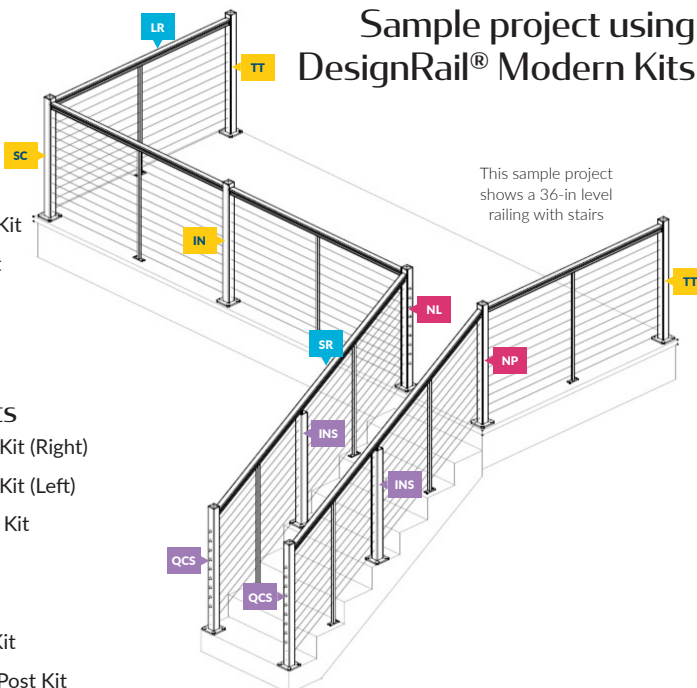 Sample project using
DesignRail® Modern Kits
This sample project
shows a 36-in level
railing with stairs
LR
TT
SC
IN
NL
TT
SR
NP
INS
INS
QCS
QCS
Kit
Kit (Right)
Kit (Left)
Kit
Kit
Post Kit